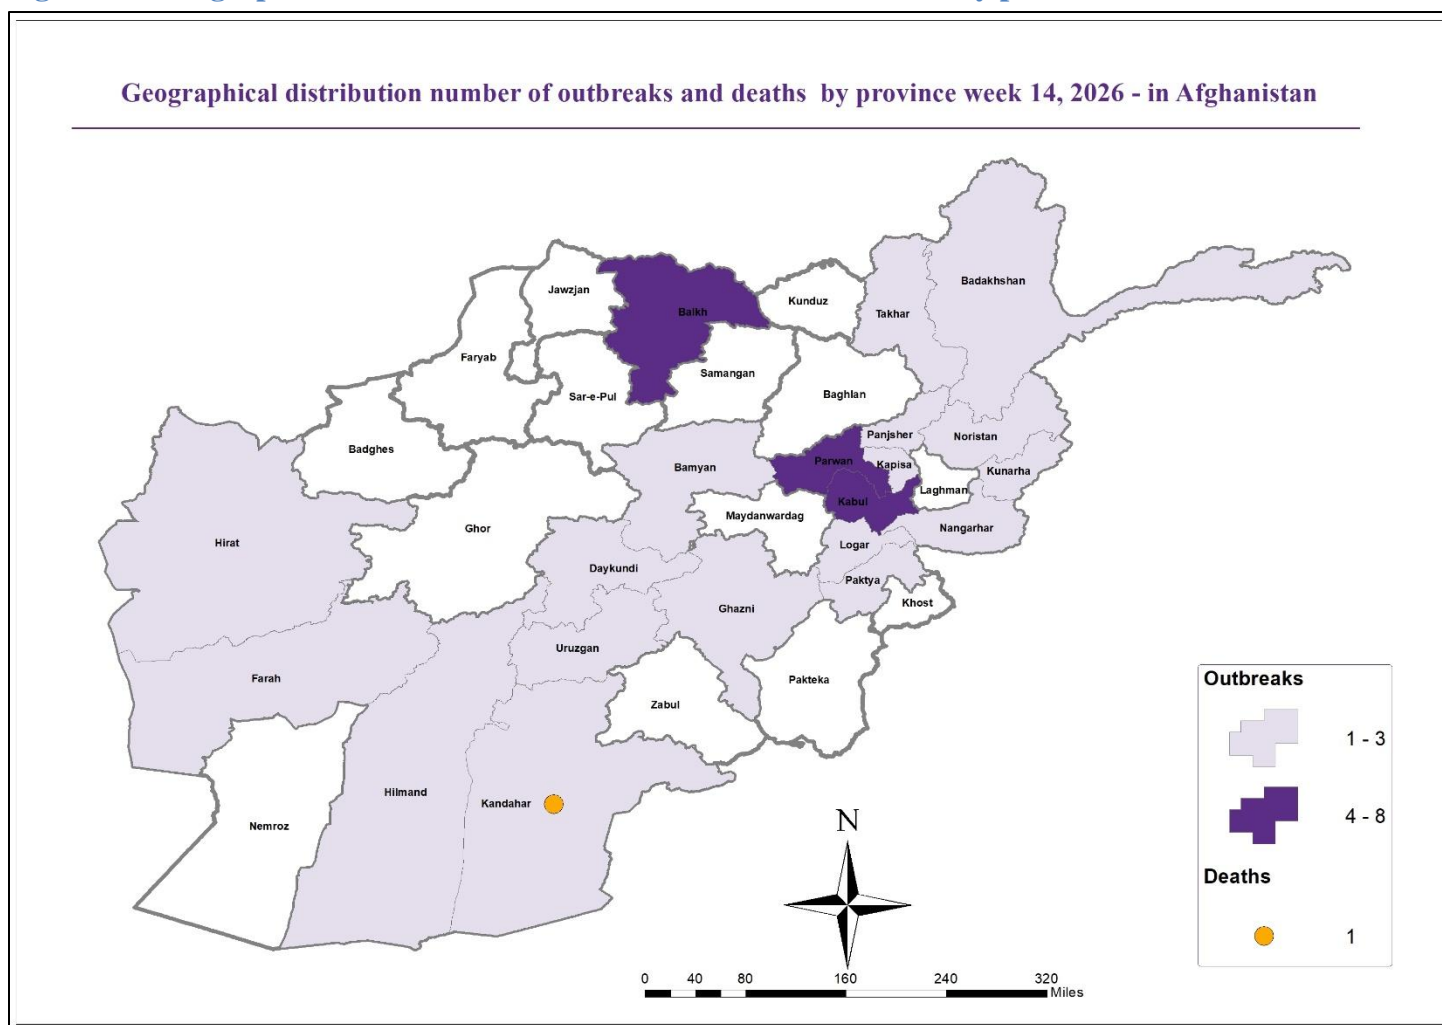 Geographical distribution number of outbreaks and deaths by province week 14, 2026 - in Afghanistan
Badakhshan
Jawzjan
Kunduz
Balkh
Takhar
Faryab
Samangan
Sar-e-Pul
Baghlan
Panjsher
Noristan
Badghes
Parwan
Kapisa
Bamyan
Kunarha
Laghman
Kabul
Maydanwardag
Ghor
Nangarhar
Hirat
Logar
Daykundi
Paktya
Khost
Ghazni
Uruzgan
Farah
Pakteka
Zabul
Hilmand
Kandahar
Nemroz
Outbreaks
1 - 3
4 - 8
Deaths
1
N
0 40 80 160 240 320
Miles